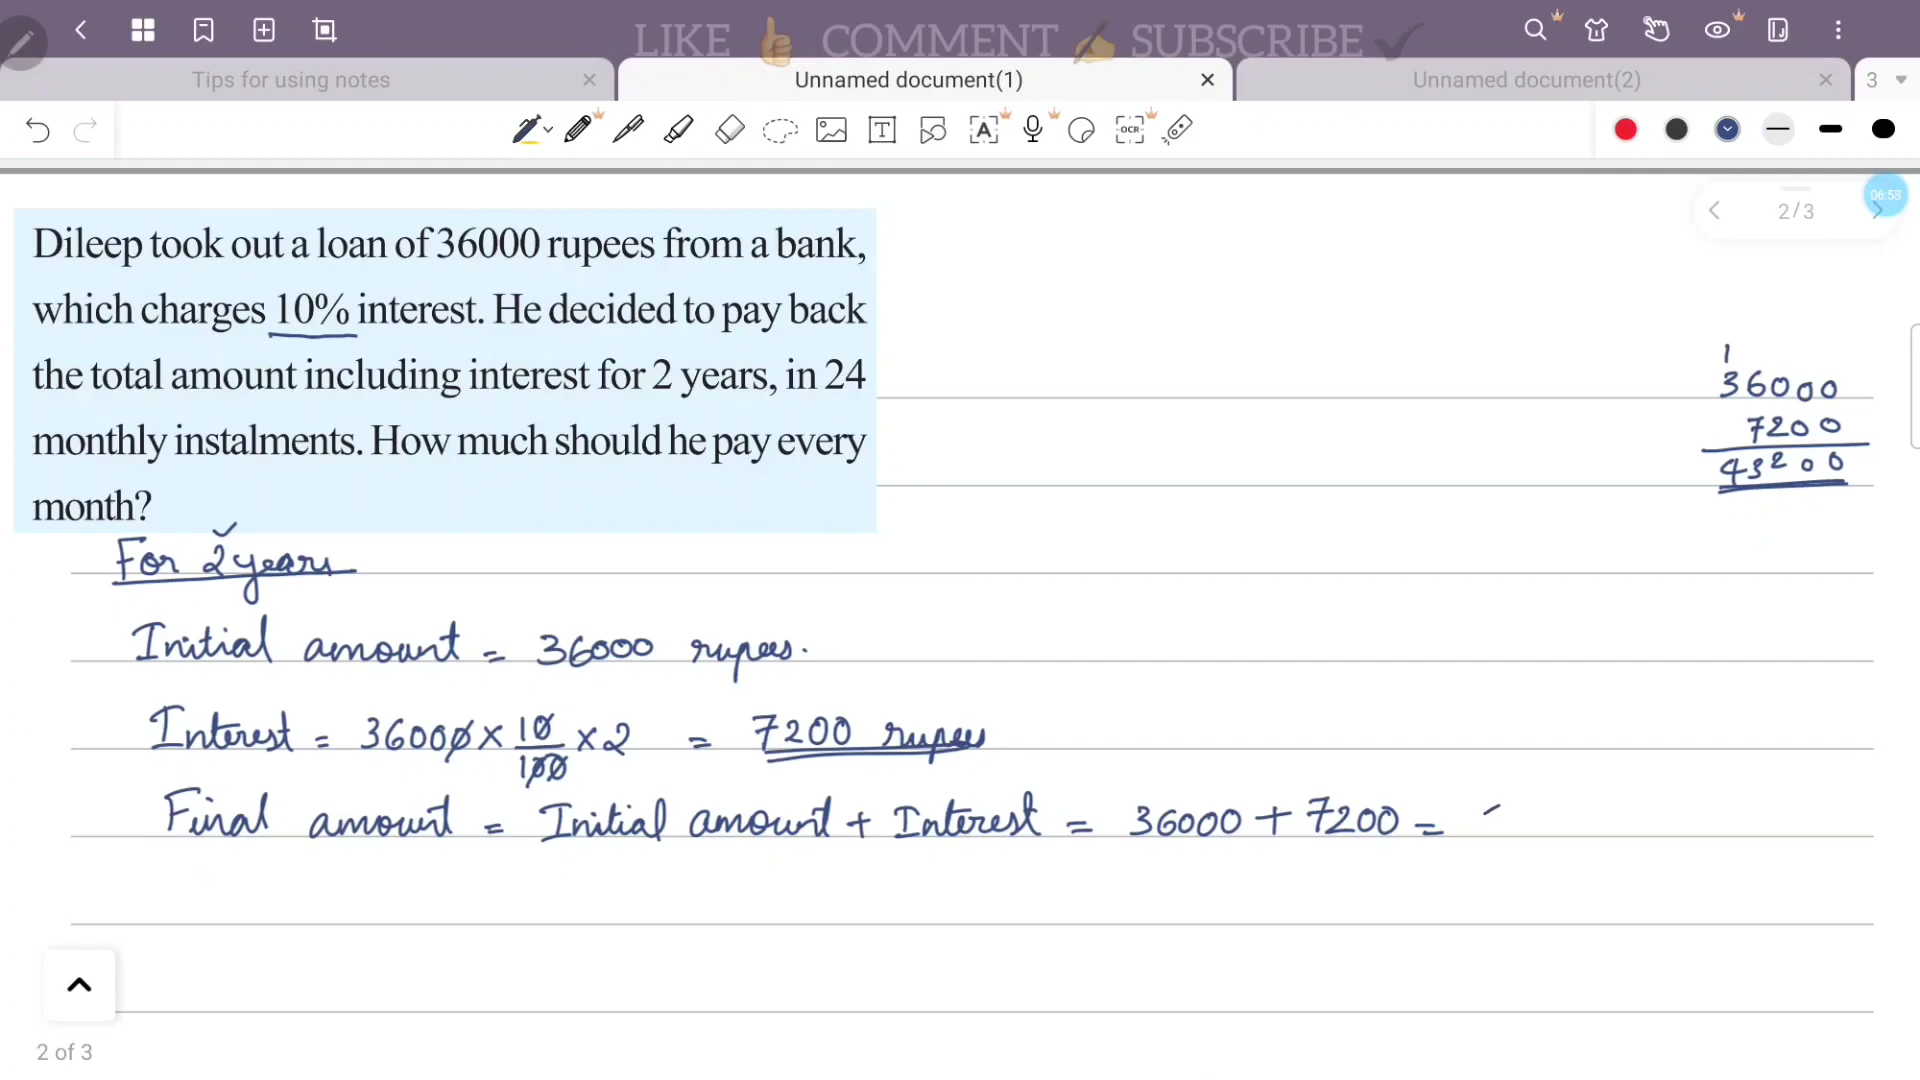 LIKE 👍 COMMENT ✍ SUBSCRIBE ✔
Tips for using notes
Unnamed document(1)
Unnamed document(2)
3
T
A
OCR
2/3
06:58
Dileep took out a loan of 36000 rupees from a bank,
which charges 10% interest. He decided to pay back
the total amount including interest for 2 years, in 24
monthly instalments. How much should he pay every
month?
1
36000
7200
43200
For 2 years
Initial amount = 36000 rupees.
Interest = 36000 × 10/100 × 2 = 7200 rupees
Final amount = Initial amount + Interest = 36000 + 7200 =
2 of 3